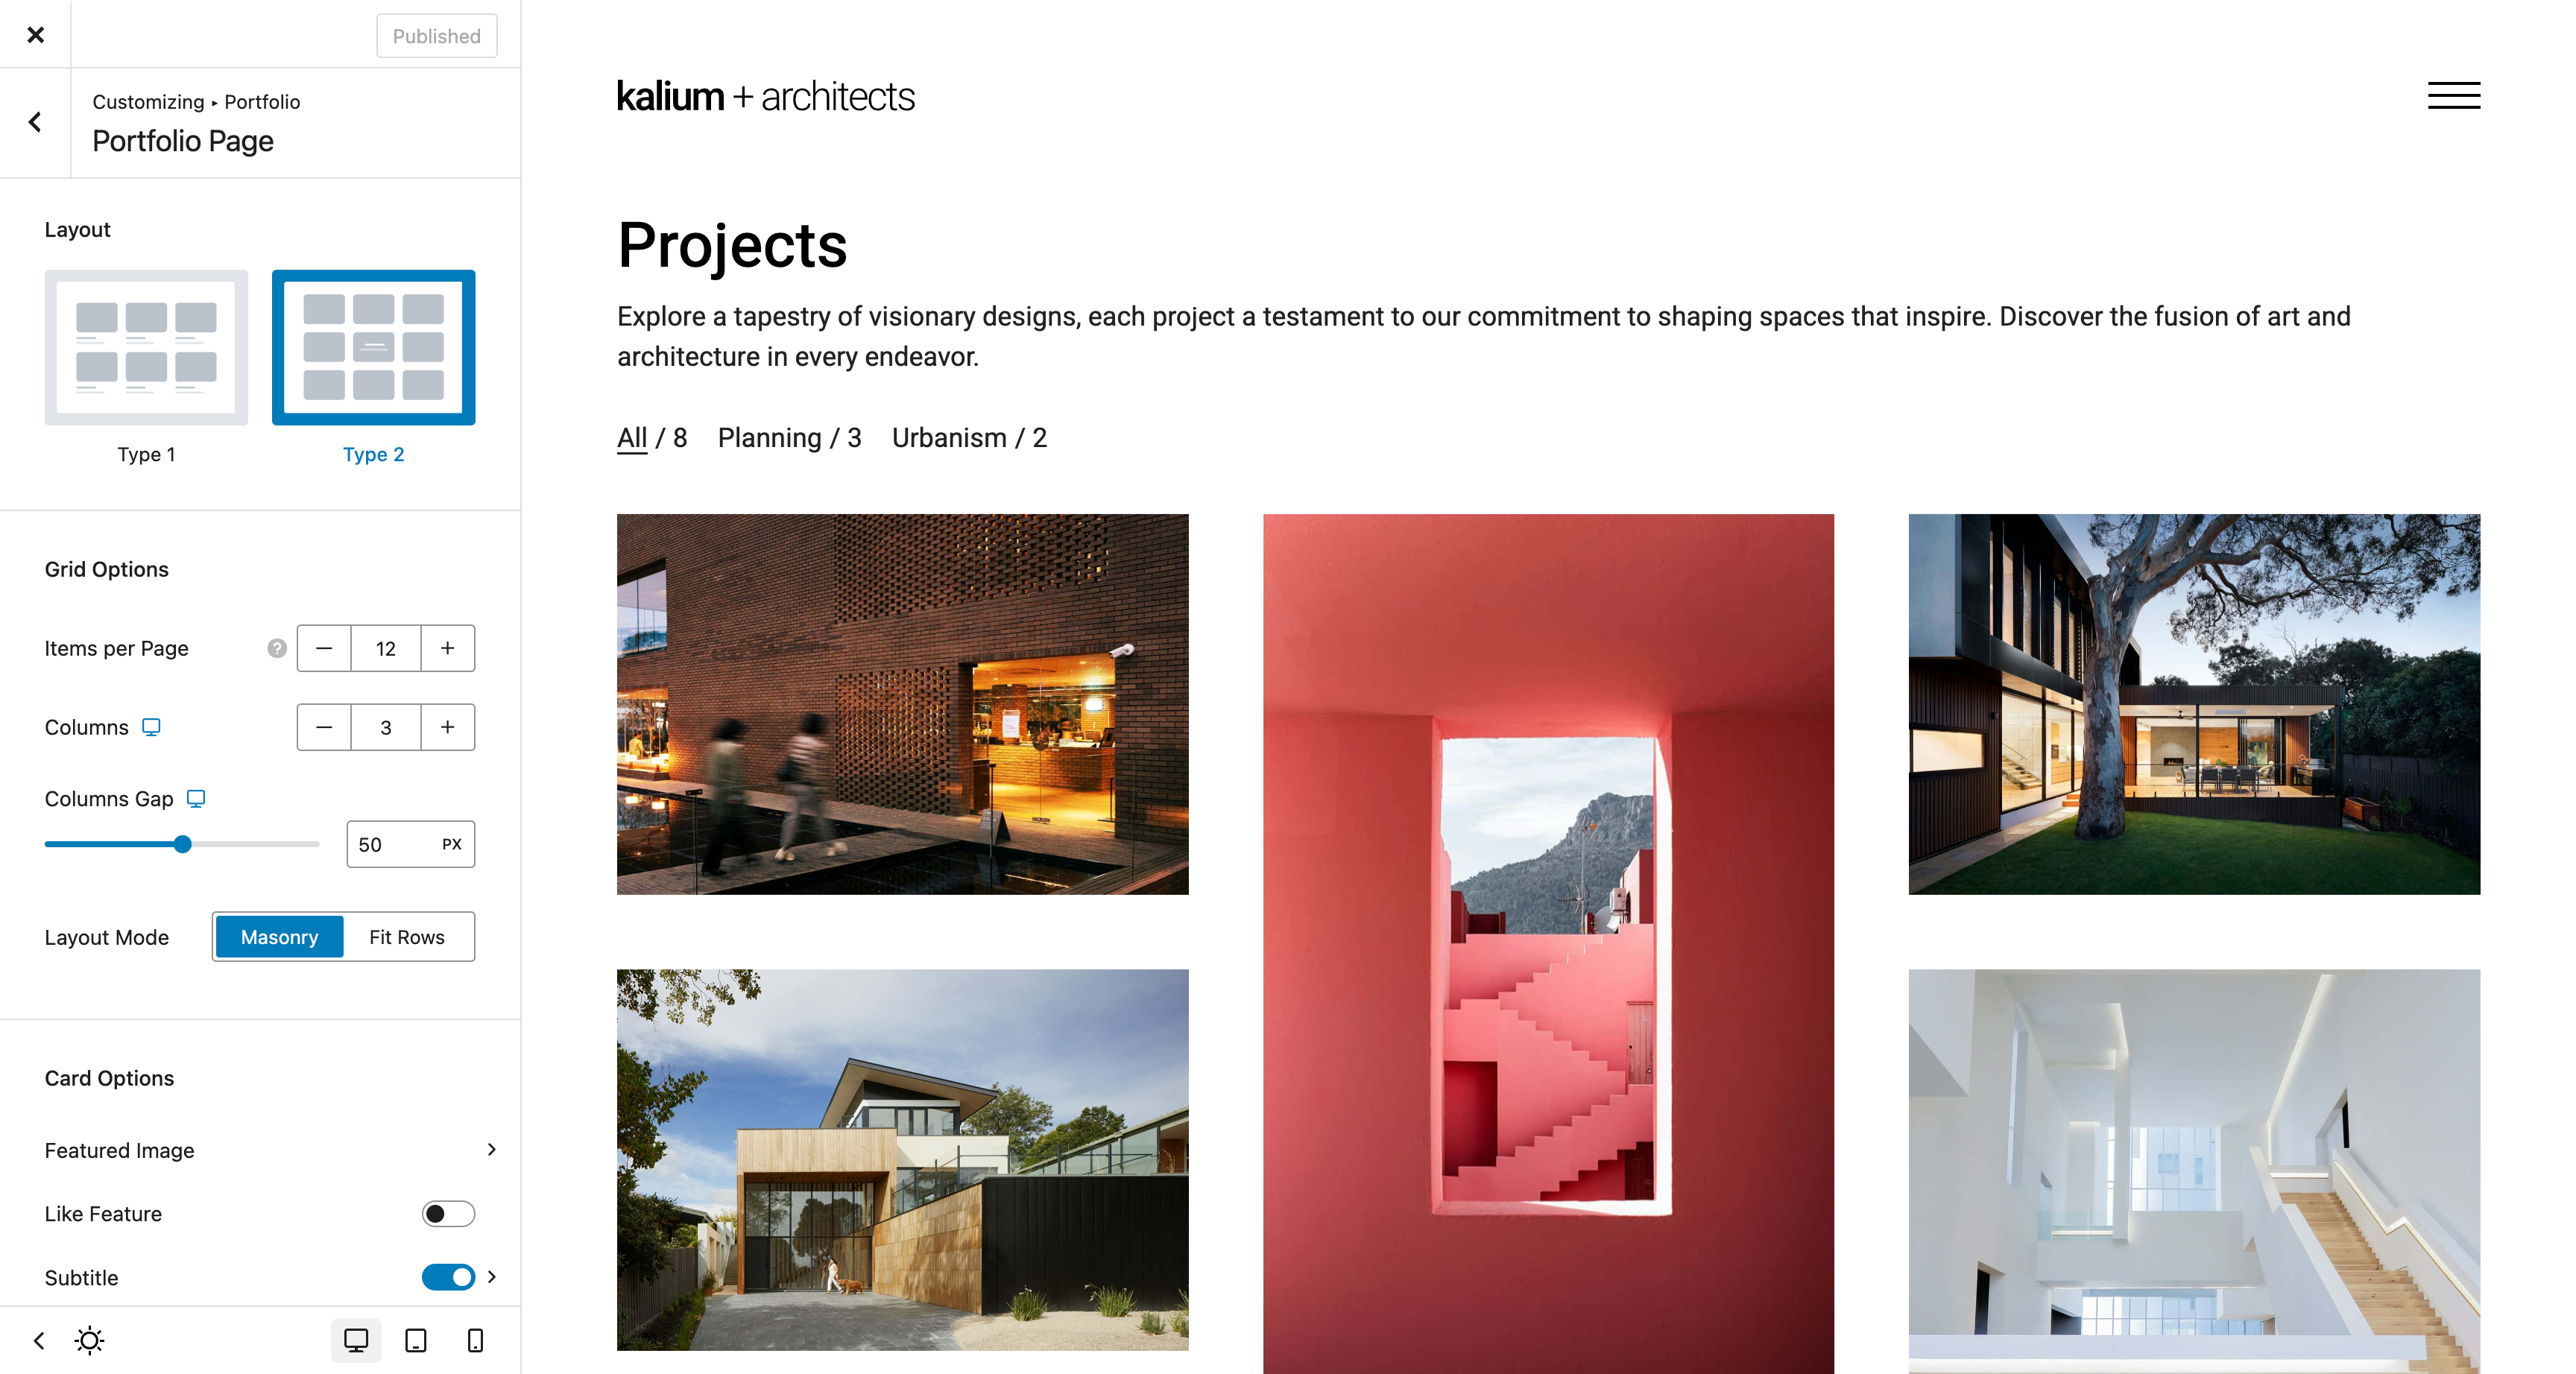 Published
Customizing ▸ Portfolio
Portfolio Page
Layout
Type 1
Type 2
Grid Options
Items per Page ? — 12 +
Columns — 3 +
Columns Gap
50 PX
Layout Mode Masonry Fit Rows
Card Options
Featured Image
Like Feature
Subtitle
kalium + architects
Projects
Explore a tapestry of visionary designs, each project a testament to our commitment to shaping spaces that inspire. Discover the fusion of art and
architecture in every endeavor.
All / 8 Planning / 3 Urbanism / 2